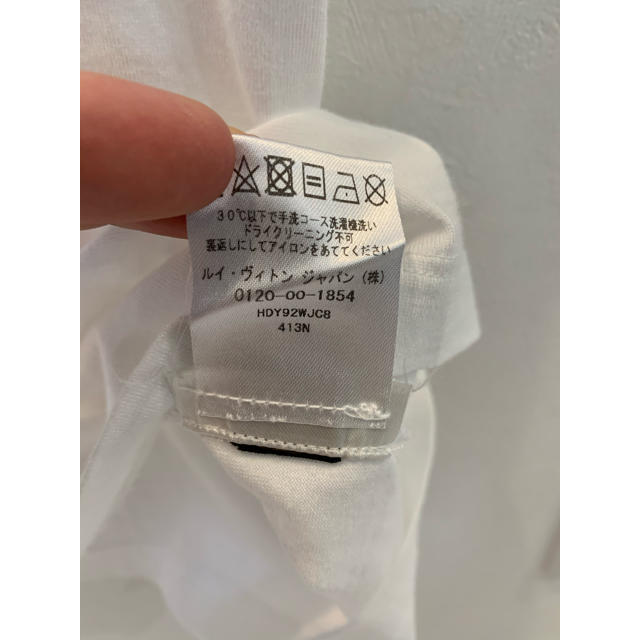 30℃以下で手洗コース洗濯機洗い
ドライクリーニング不可
裏返しにしてアイロンをあててください
ルイ・ヴィトン ジャパン (株)
0120-00-1854
HDY92WJC8
413N